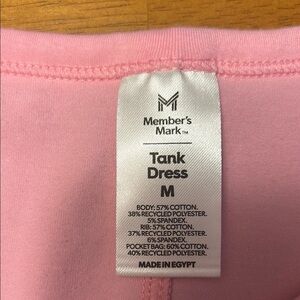 Member's
Mark™
Tank
Dress
M
BODY: 57% COTTON.
38% RECYCLED POLYESTER.
5% SPANDEX.
RIB: 57% COTTON.
37% RECYCLED POLYESTER.
6% SPANDEX.
POCKET BAG: 60% COTTON.
40% RECYCLED POLYESTER.
MADE IN EGYPT